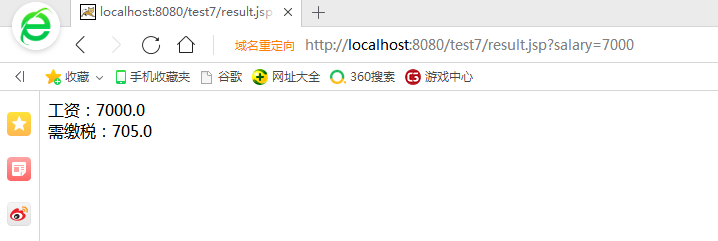 localhost:8080/test7/result.jsp
域名重定向 http://localhost:8080/test7/result.jsp?salary=7000
收藏 手机收藏夹 谷歌 网址大全 360搜索 游戏中心
工资：7000.0
需缴税：705.0